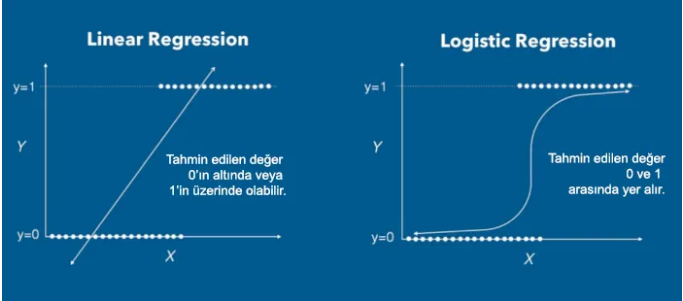 Linear Regression
y=1
Y
Tahmin edilen değer
0'ın altında veya
1'in üzerinde olabilir.
y=0
X
Logistic Regression
y=1
Y
Tahmin edilen değer
0 ve 1
arasında yer alır.
y=0
X